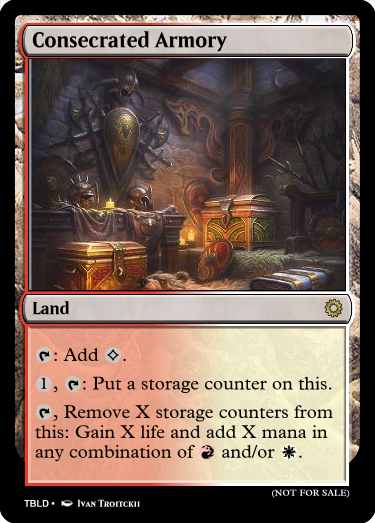 Consecrated Armory
Land
: Add .
1, : Put a storage counter on this.
, Remove X storage counters from
this: Gain X life and add X mana in
any combination of and/or .
(NOT FOR SALE)
TBLD • Ivan Troitckii